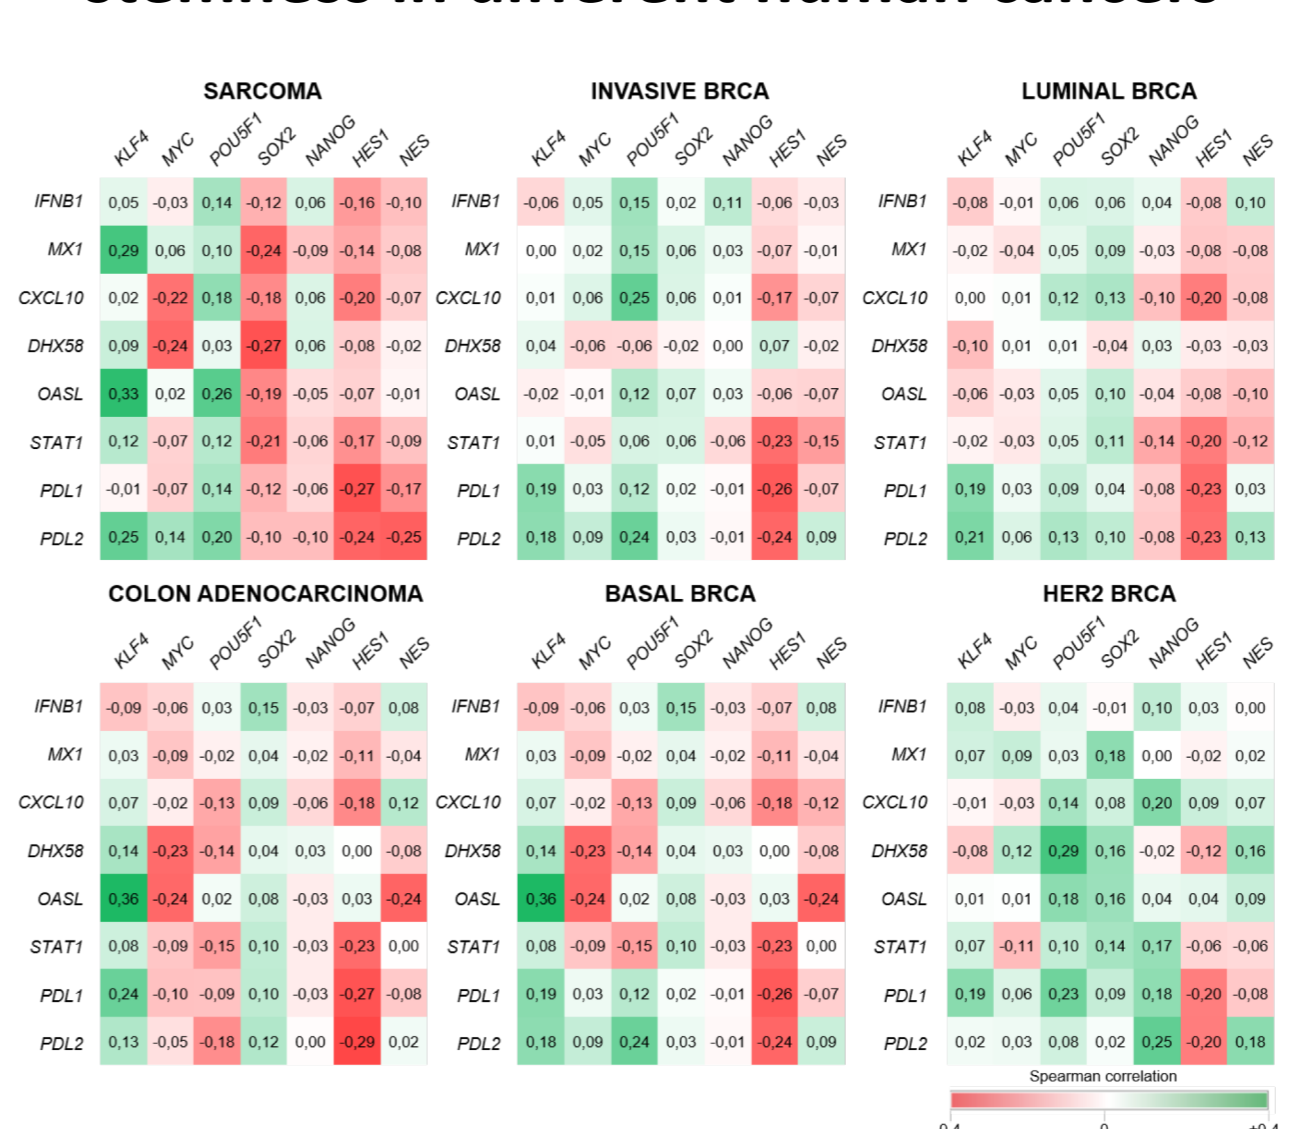 stemness in different human cancers
SARCOMA
KLF4 MYC POU5F1 SOX2 NANOG HES1 NES
IFNB1 0,05 -0,03 0,14 -0,12 0,06 -0,16 -0,10
MX1 0,29 0,06 0,10 -0,24 -0,09 -0,14 -0,08
CXCL10 0,02 -0,22 0,18 -0,18 0,06 -0,20 -0,07
DHX58 0,09 -0,24 0,03 -0,27 0,06 -0,08 -0,02
OASL 0,33 0,02 0,26 -0,19 -0,05 -0,07 -0,01
STAT1 0,12 -0,07 0,12 -0,21 -0,06 -0,17 -0,09
PDL1 -0,01 -0,07 0,14 -0,12 -0,06 -0,27 -0,17
PDL2 0,25 0,14 0,20 -0,10 -0,10 -0,24 -0,25
INVASIVE BRCA
KLF4 MYC POU5F1 SOX2 NANOG HES1 NES
IFNB1 -0,06 0,05 0,15 0,02 0,11 -0,06 -0,03
MX1 0,00 0,02 0,15 0,06 0,03 -0,07 -0,01
CXCL10 0,01 0,06 0,25 0,06 0,01 -0,17 -0,07
DHX58 0,04 -0,06 -0,06 -0,02 0,00 0,07 -0,02
OASL -0,02 -0,01 0,12 0,07 0,03 -0,06 -0,07
STAT1 0,01 -0,05 0,06 0,06 -0,06 -0,23 -0,15
PDL1 0,19 0,03 0,12 0,02 -0,01 -0,26 -0,07
PDL2 0,18 0,09 0,24 0,03 -0,01 -0,24 0,09
LUMINAL BRCA
KLF4 MYC POU5F1 SOX2 NANOG HES1 NES
IFNB1 -0,08 -0,01 0,06 0,06 0,04 -0,08 0,10
MX1 -0,02 -0,04 0,05 0,09 -0,03 -0,08 -0,08
CXCL10 0,00 0,01 0,12 0,13 -0,10 -0,20 -0,08
DHX58 -0,10 0,01 0,01 -0,04 0,03 -0,03 -0,03
OASL -0,06 -0,03 0,05 0,10 -0,04 -0,08 -0,10
STAT1 -0,02 -0,03 0,05 0,11 -0,14 -0,20 -0,12
PDL1 0,19 0,03 0,09 0,04 -0,08 -0,23 0,03
PDL2 0,21 0,06 0,13 0,10 -0,08 -0,23 0,13
COLON ADENOCARCINOMA
KLF4 MYC POU5F1 SOX2 NANOG HES1 NES
IFNB1 -0,09 -0,06 0,03 0,15 -0,03 -0,07 0,08
MX1 0,03 -0,09 -0,02 0,04 -0,02 -0,11 -0,04
CXCL10 0,07 -0,02 -0,13 0,09 -0,06 -0,18 0,12
DHX58 0,14 -0,23 -0,14 0,04 0,03 0,00 -0,08
OASL 0,36 -0,24 0,02 0,08 -0,03 0,03 -0,24
STAT1 0,08 -0,09 -0,15 0,10 -0,03 -0,23 0,00
PDL1 0,24 -0,10 -0,09 0,10 -0,03 -0,27 -0,08
PDL2 0,13 -0,05 -0,18 0,12 0,00 -0,29 0,02
BASAL BRCA
KLF4 MYC POU5F1 SOX2 NANOG HES1 NES
IFNB1 -0,09 -0,06 0,03 0,15 -0,03 -0,07 0,08
MX1 0,03 -0,09 -0,02 0,04 -0,02 -0,11 -0,04
CXCL10 0,07 -0,02 -0,13 0,09 -0,06 -0,18 -0,12
DHX58 0,14 -0,23 -0,14 0,04 0,03 0,00 -0,08
OASL 0,36 -0,24 0,02 0,08 -0,03 0,03 -0,24
STAT1 0,08 -0,09 -0,15 0,10 -0,03 -0,23 0,00
PDL1 0,19 0,03 0,12 0,02 -0,01 -0,26 -0,07
PDL2 0,18 0,09 0,24 0,03 -0,01 -0,24 0,09
HER2 BRCA
KLF4 MYC POU5F1 SOX2 NANOG HES1 NES
IFNB1 0,08 -0,03 0,04 -0,01 0,10 0,03 0,00
MX1 0,07 0,09 0,03 0,18 0,00 -0,02 0,02
CXCL10 -0,01 -0,03 0,14 0,08 0,20 0,09 0,07
DHX58 -0,08 0,12 0,29 0,16 -0,02 -0,12 0,16
OASL 0,01 0,01 0,18 0,16 0,04 0,04 0,09
STAT1 0,07 -0,11 0,10 0,14 0,17 -0,06 -0,06
PDL1 0,19 0,06 0,23 0,09 0,18 -0,20 -0,08
PDL2 0,02 0,03 0,08 0,02 0,25 -0,20 0,18
Spearman correlation
-0,4 0 +0,4